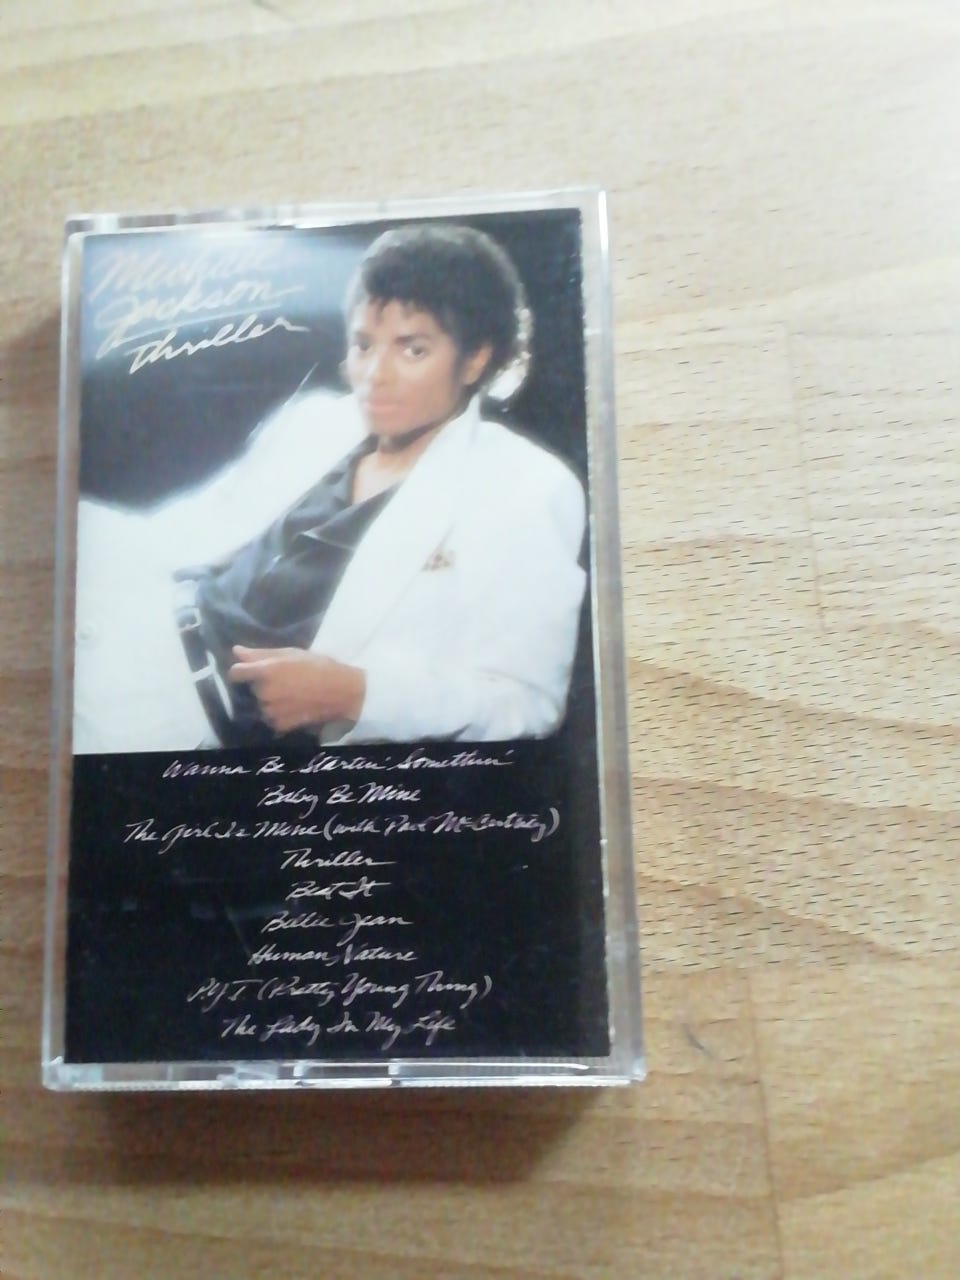 Michael
Jackson
Thriller
Wanna Be Startin' Somethin'
Baby Be Mine
The Girl Is Mine (with Paul McCartney)
Thriller
Beat It
Billie Jean
Human Nature
P.Y.T. (Pretty Young Thing)
The Lady In My Life